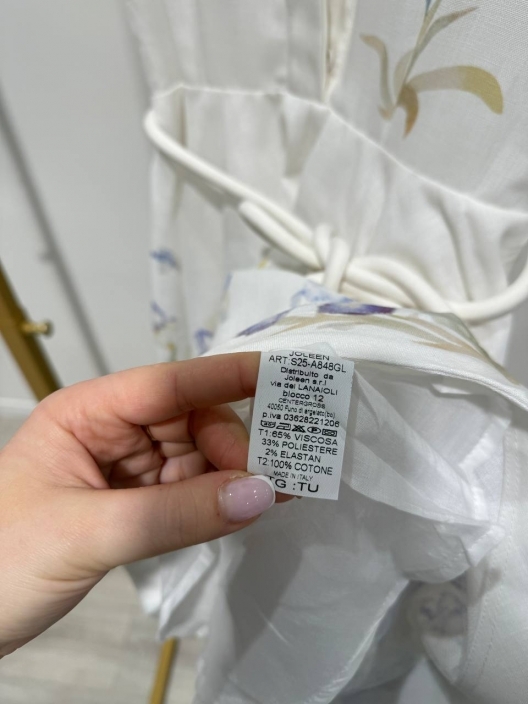 JOLEEN
ART.S25-A848GL
Distribuito da
Joleen s.r.l
via dei LANAIOLI
blocco 12
CENTERGROSS
40050 Funo di argelato(bo)
p.iva 03628221206
T1:65% VISCOSA
33% POLIESTERE
2% ELASTAN
T2:100% COTONE
MADE IN ITALY
TG :TU